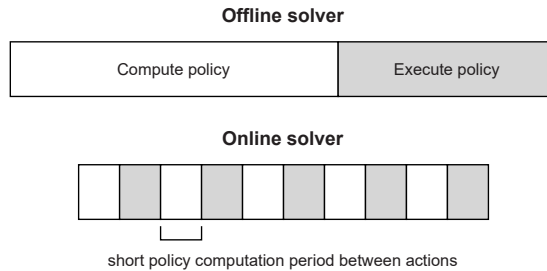 Offline solver
Compute policy
Execute policy
Online solver
short policy computation period between actions